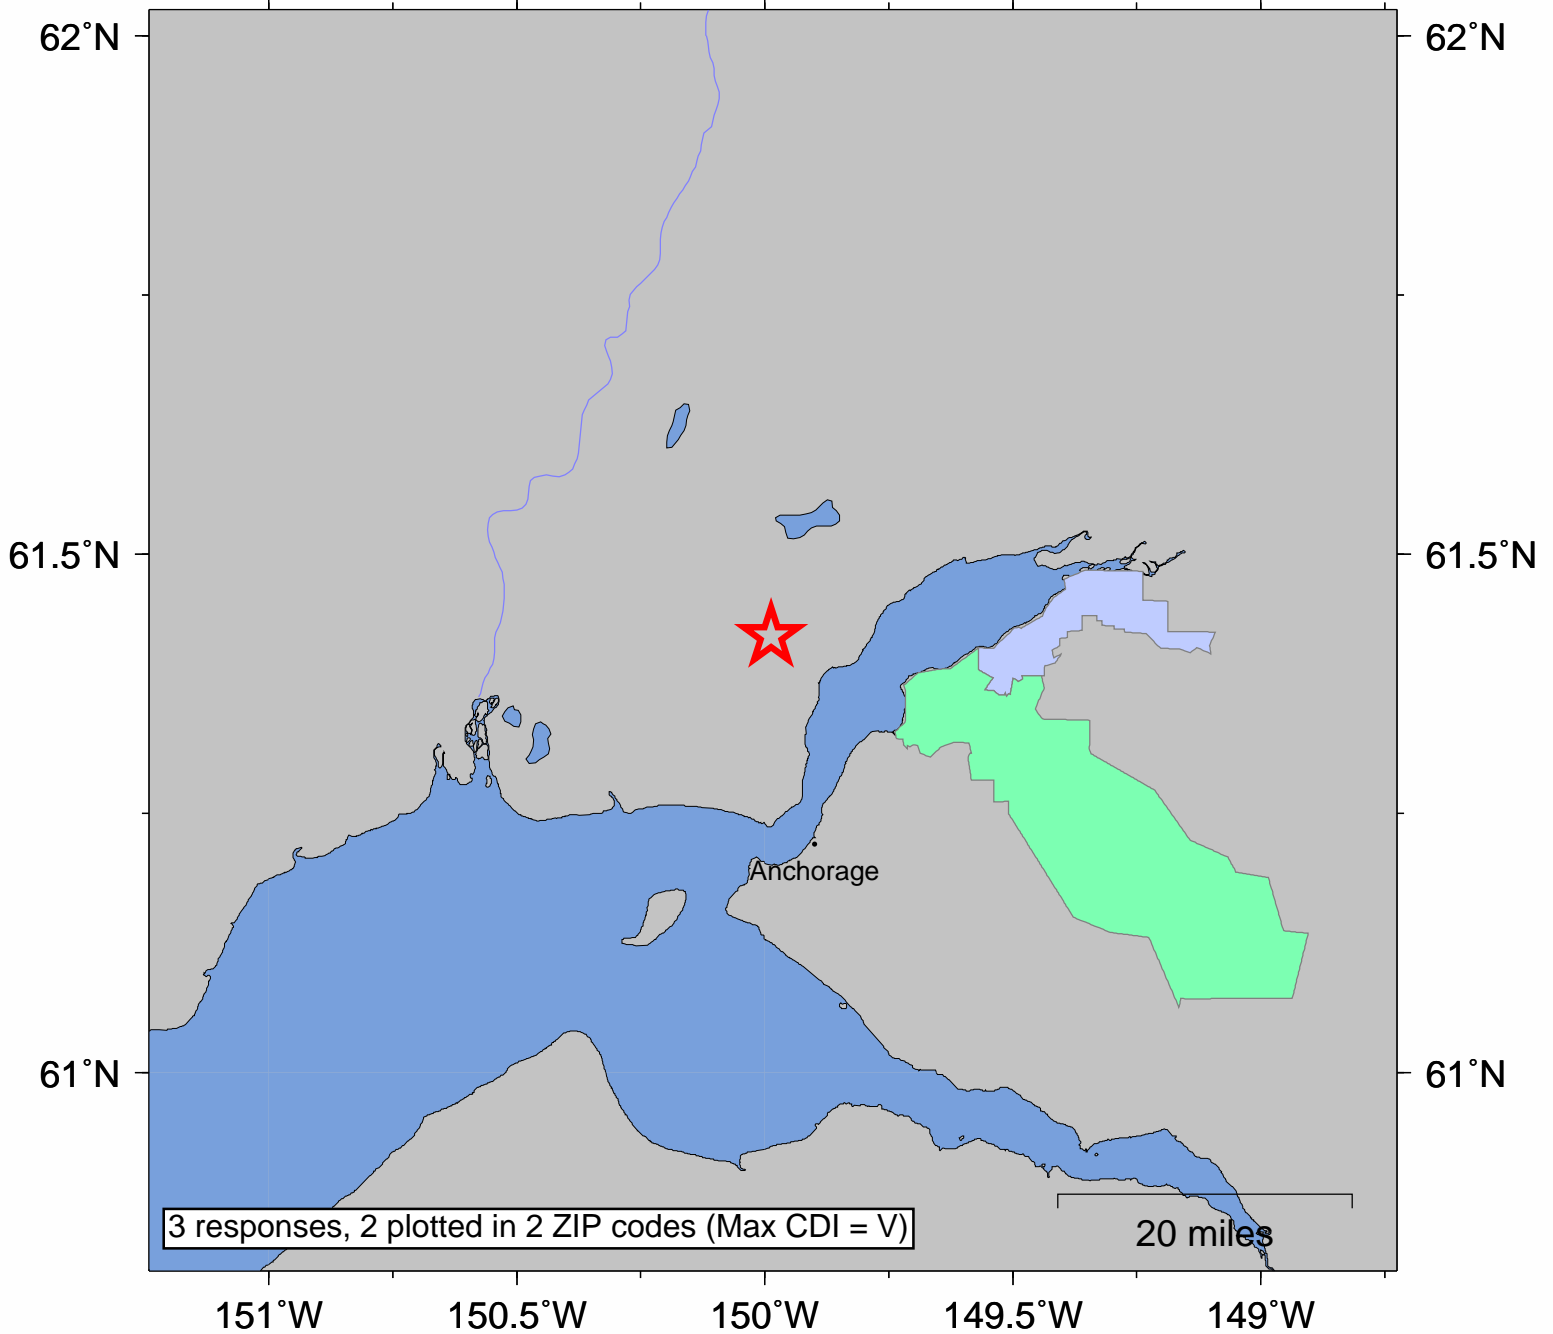 62°N
62°N
61.5°N
61.5°N
Anchorage
61°N
61°N
3 responses, 2 plotted in 2 ZIP codes (Max CDI = V)
20 miles
151°W
150.5°W
150°W
149.5°W
149°W